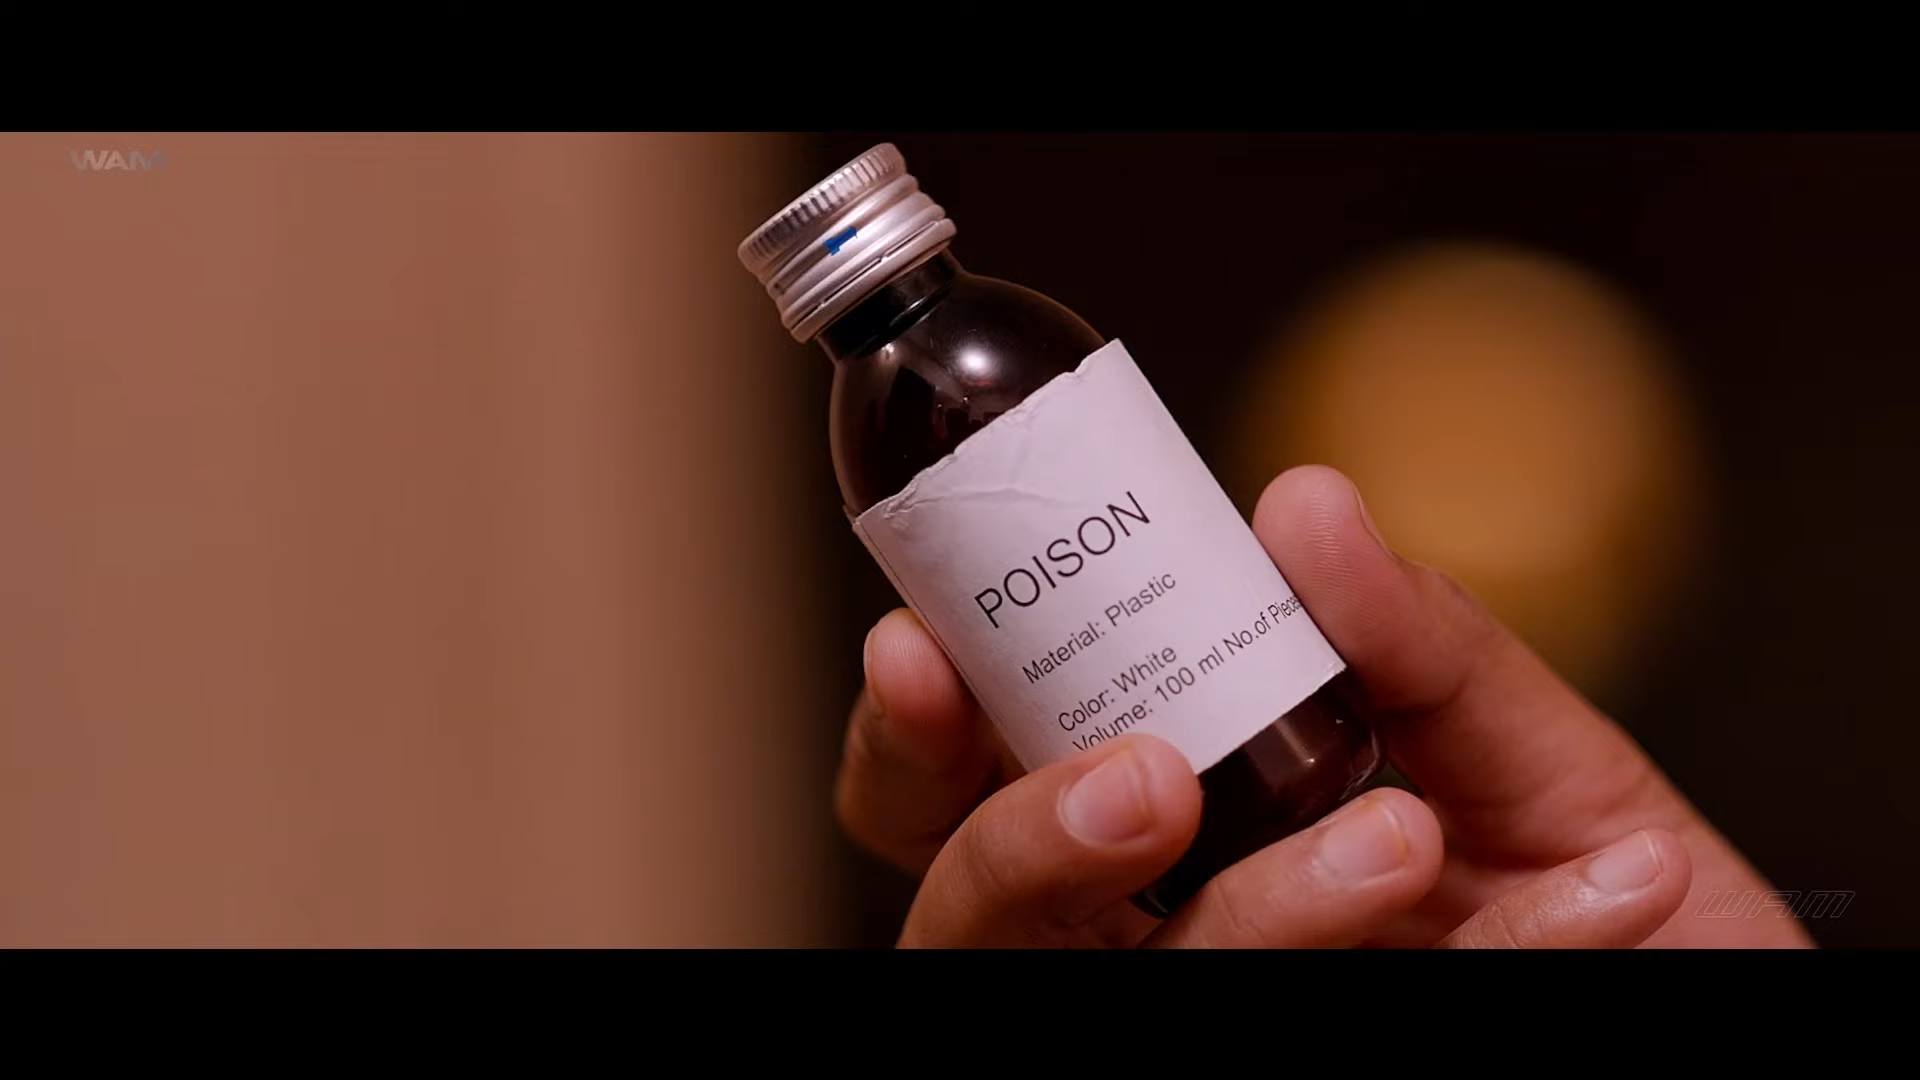 WAM
POISON
Material: Plastic
Color: White
Volume: 100 ml No.of Pieces
WAM